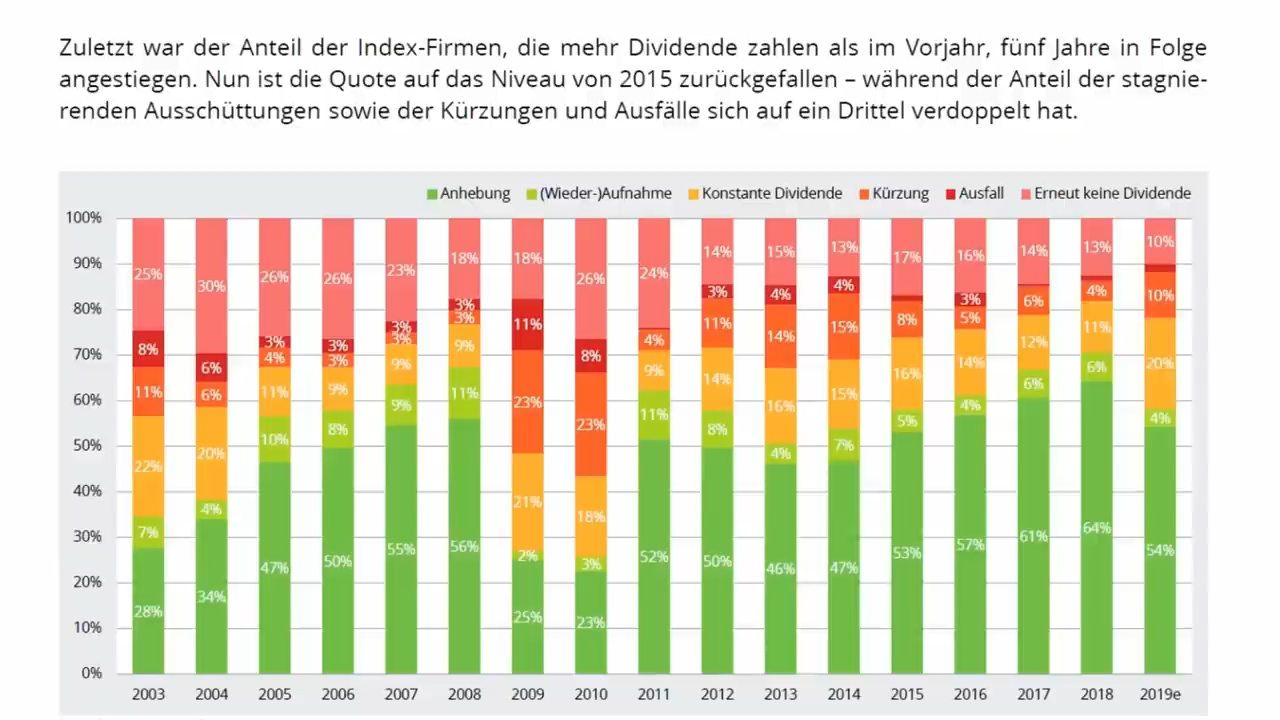 Zuletzt war der Anteil der Index-Firmen, die mehr Dividende zahlen als im Vorjahr, fünf Jahre in Folge
angestiegen. Nun ist die Quote auf das Niveau von 2015 zurückgefallen – während der Anteil der stagnie-
renden Ausschüttungen sowie der Kürzungen und Ausfälle sich auf ein Drittel verdoppelt hat.
Anhebung (Wieder-)Aufnahme Konstante Dividende Kürzung Ausfall Erneut keine Dividende
100%
90%
80%
70%
60%
50%
40%
30%
20%
10%
0%
25% 8% 11% 22% 7% 28%
30% 6% 6% 20% 4% 34%
26% 3% 4% 11% 10% 47%
26% 3% 3% 9% 8% 50%
23% 3% 3% 9% 9% 55%
18% 3% 3% 9% 11% 56%
18% 11% 23% 21% 2% 25%
26% 8% 23% 18% 3% 23%
24% 4% 9% 11% 52%
14% 3% 11% 14% 8% 50%
15% 4% 14% 16% 4% 46%
13% 4% 15% 15% 7% 47%
17% 8% 16% 5% 53%
16% 3% 5% 14% 4% 57%
14% 6% 12% 6% 61%
13% 4% 11% 6% 64%
10% 10% 20% 4% 54%
2003 2004 2005 2006 2007 2008 2009 2010 2011 2012 2013 2014 2015 2016 2017 2018 2019e